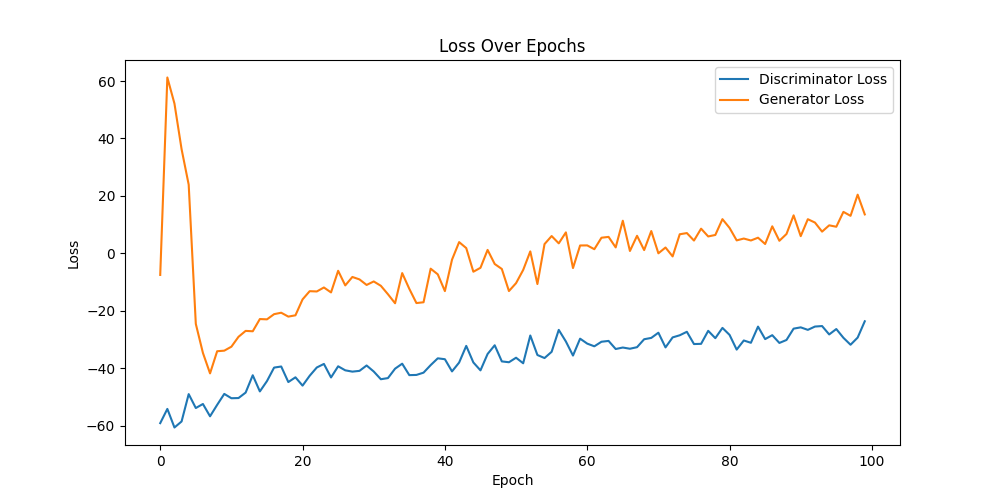 Loss Over Epochs
Discriminator Loss
Generator Loss
60
40
20
0
−20
−40
−60
Loss
0 20 40 60 80 100
Epoch